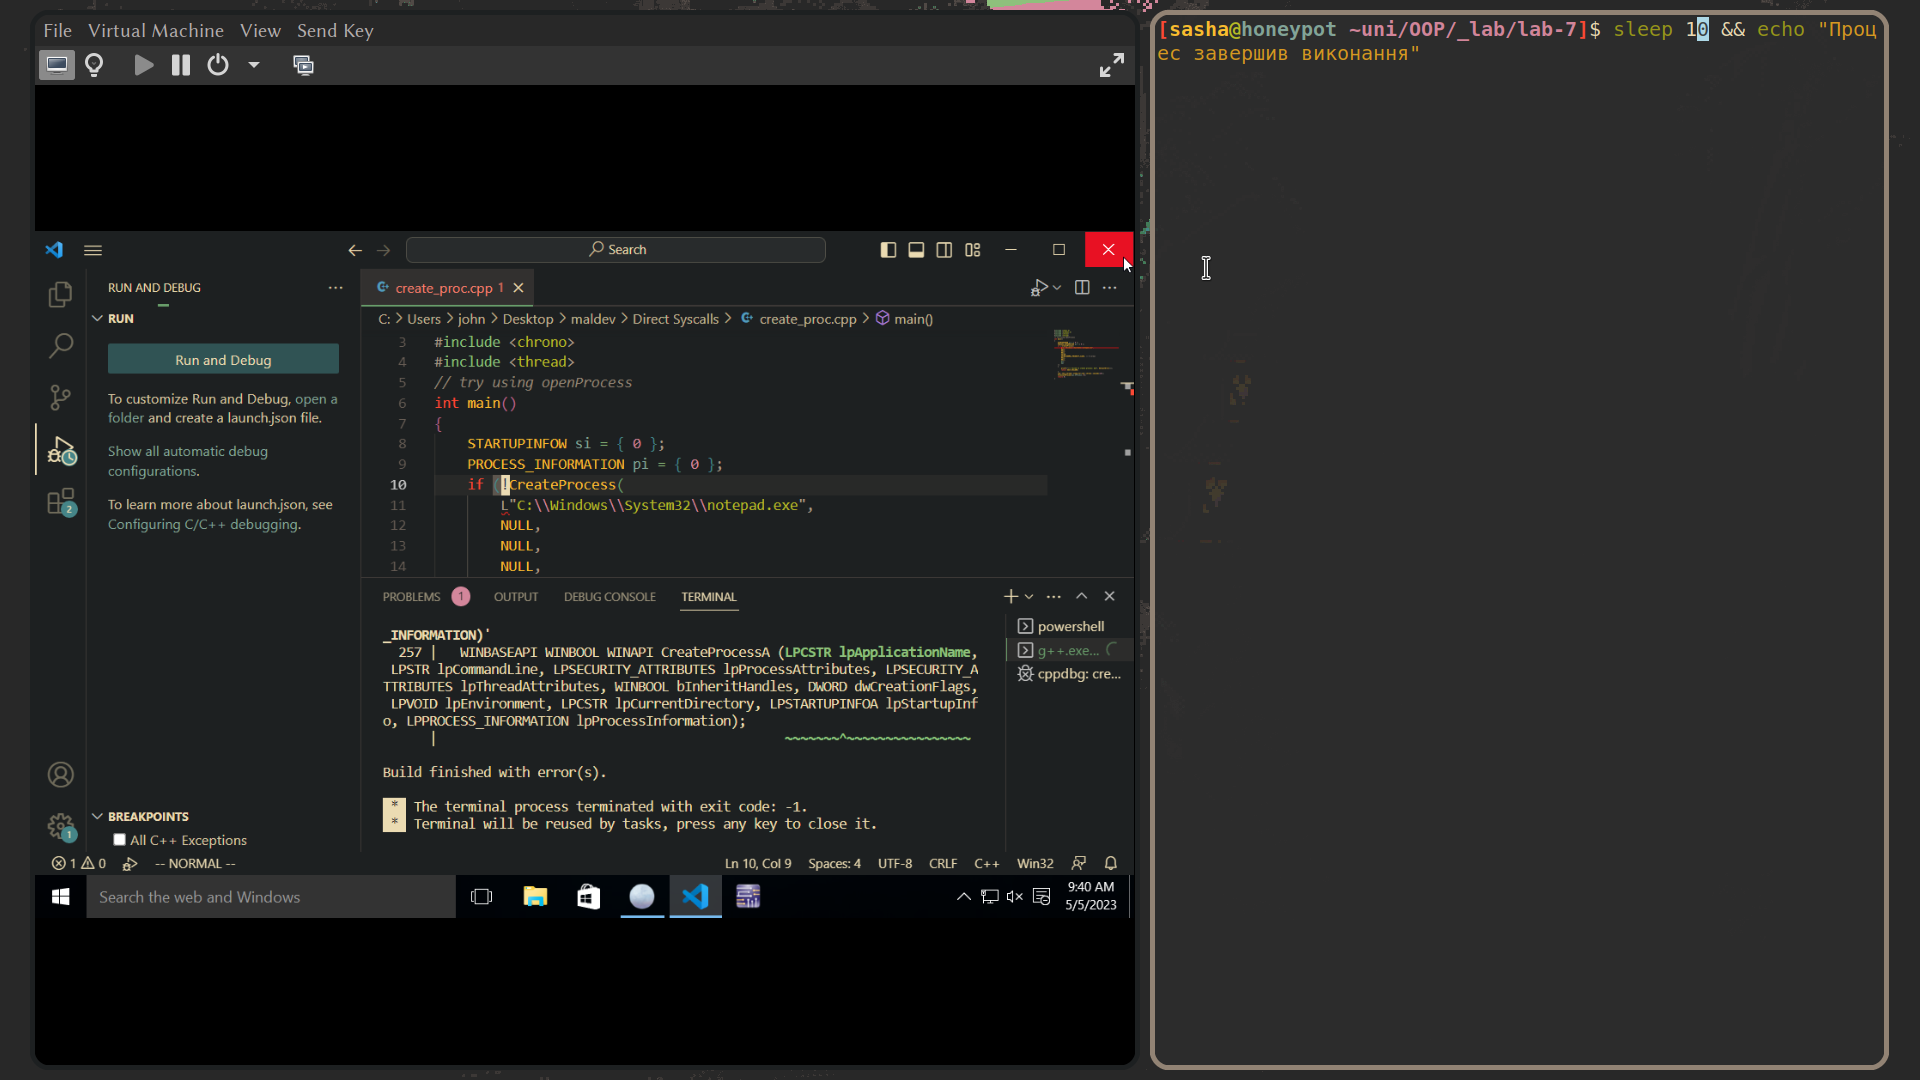 File Virtual Machine View Send Key
Search
RUN AND DEBUG
RUN
Run and Debug
To customize Run and Debug, open a
folder and create a launch.json file.
Show all automatic debug
configurations.
To learn more about launch.json, see
Configuring C/C++ debugging.
2
BREAKPOINTS
All C++ Exceptions
1
create_proc.cpp 1
C: > Users > john > Desktop > maldev > Direct Syscalls > create_proc.cpp > main()
3 #include <chrono>
4 #include <thread>
5 // try using openProcess
6 int main()
7 {
8 STARTUPINFOW si = { 0 };
9 PROCESS_INFORMATION pi = { 0 };
10 if (!CreateProcess(
11 L"C:\\Windows\\System32\\notepad.exe",
12 NULL,
13 NULL,
14 NULL,
PROBLEMS 1 OUTPUT DEBUG CONSOLE TERMINAL
_INFORMATION)'
257 | WINBASEAPI WINBOOL WINAPI CreateProcessA (LPCSTR lpApplicationName,
LPSTR lpCommandLine, LPSECURITY_ATTRIBUTES lpProcessAttributes, LPSECURITY_A
TTRIBUTES lpThreadAttributes, WINBOOL bInheritHandles, DWORD dwCreationFlags,
LPVOID lpEnvironment, LPCSTR lpCurrentDirectory, LPSTARTUPINFOA lpStartupInf
o, LPPROCESS_INFORMATION lpProcessInformation);
| ~~~~~~~^~~~~~~~~~~~~~~~~
Build finished with error(s).
* The terminal process terminated with exit code: -1.
* Terminal will be reused by tasks, press any key to close it.
powershell
g++.exe...
cppdbg: cre...
1 0 -- NORMAL -- Ln 10, Col 9 Spaces: 4 UTF-8 CRLF C++ Win32
Search the web and Windows
9:40 AM
5/5/2023
[sasha@honeypot ~uni/OOP/_lab/lab-7]$ sleep 10 && echo "Проц
ес завершив виконання"